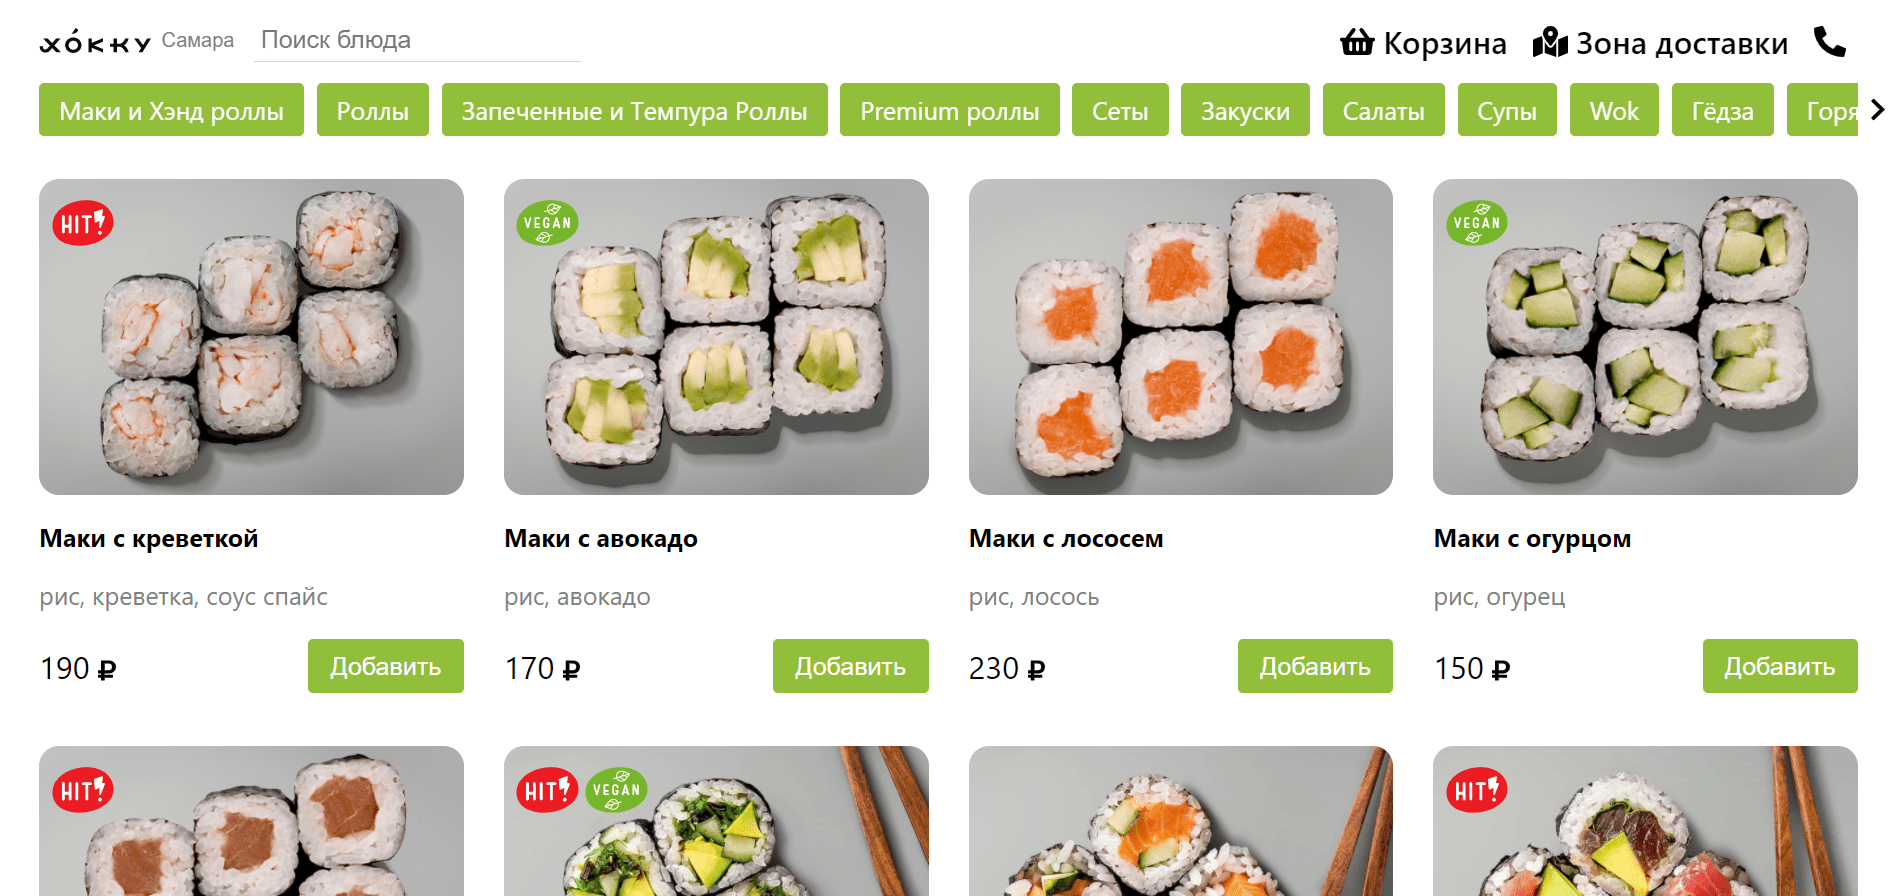 хо́кку Самара Поиск блюда Корзина Зона доставки
Маки и Хэнд роллы Роллы Запеченные и Темпура Роллы Premium роллы Сеты Закуски Салаты Супы Wok Гёдза Горя
HIT! VEGAN VEGAN
Маки с креветкой Маки с авокадо Маки с лососем Маки с огурцом
рис, креветка, соус спайс рис, авокадо рис, лосось рис, огурец
190 ₽ Добавить 170 ₽ Добавить 230 ₽ Добавить 150 ₽ Добавить
HIT! HIT! VEGAN HIT!